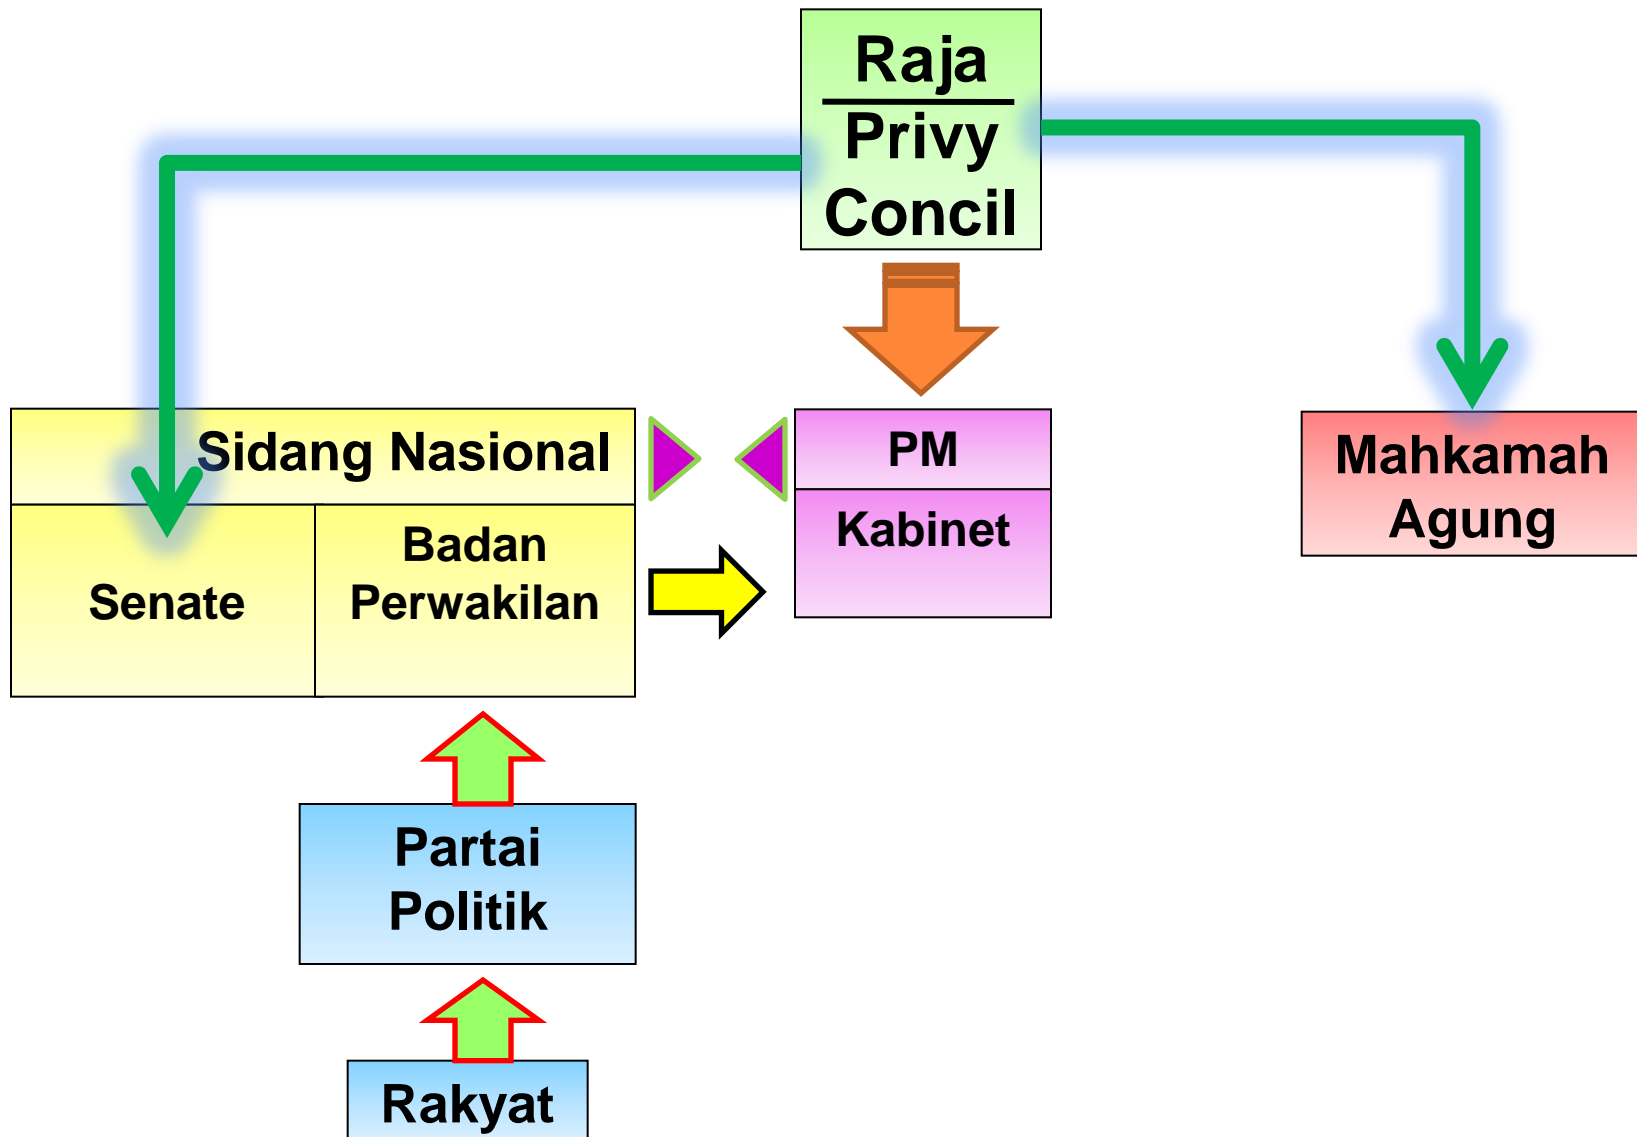 Raja
Privy
Concil
Sidang Nasional
Senate
Badan
Perwakilan
PM
Kabinet
Mahkamah
Agung
Partai
Politik
Rakyat